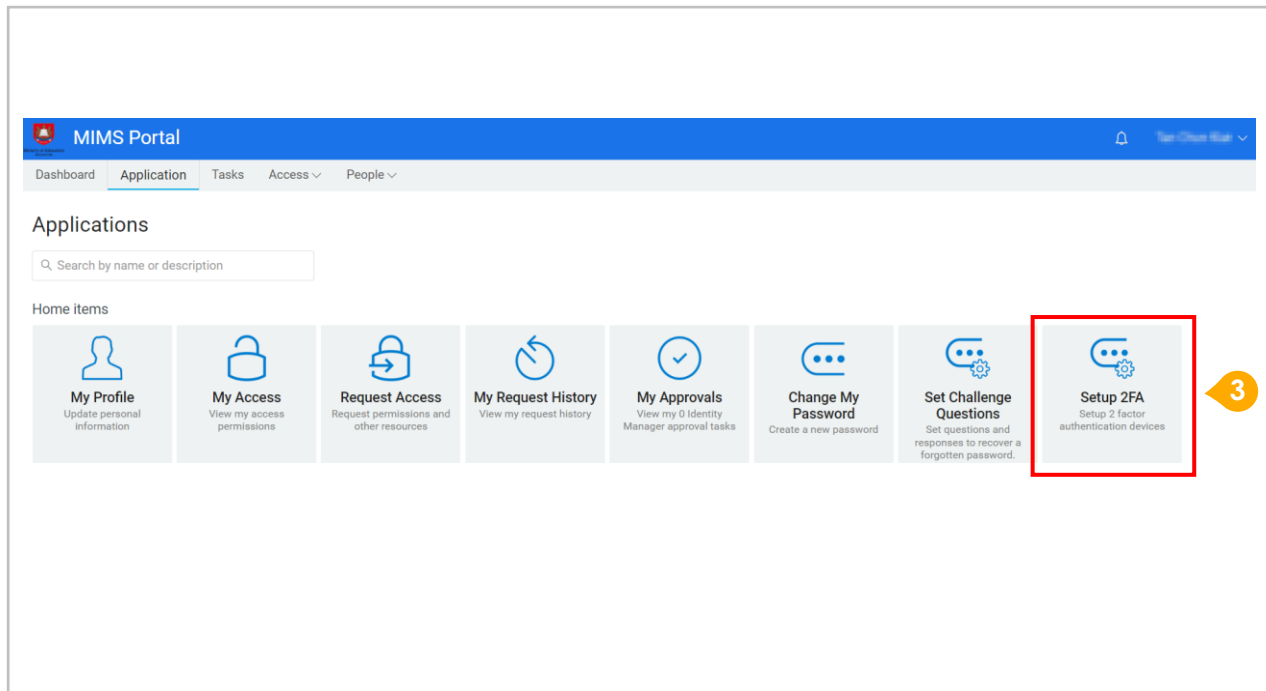 MIMS Portal
Dashboard Application Tasks Access People
Applications
Search by name or description
Home items
My Profile
Update personal
information
My Access
View my access
permissions
Request Access
Request permissions and
other resources
My Request History
View my request history
My Approvals
View my 0 Identity
Manager approval tasks
Change My
Password
Create a new password
Set Challenge
Questions
Set questions and
responses to recover a
forgotten password.
Setup 2FA
Setup 2 factor
authentication devices
3